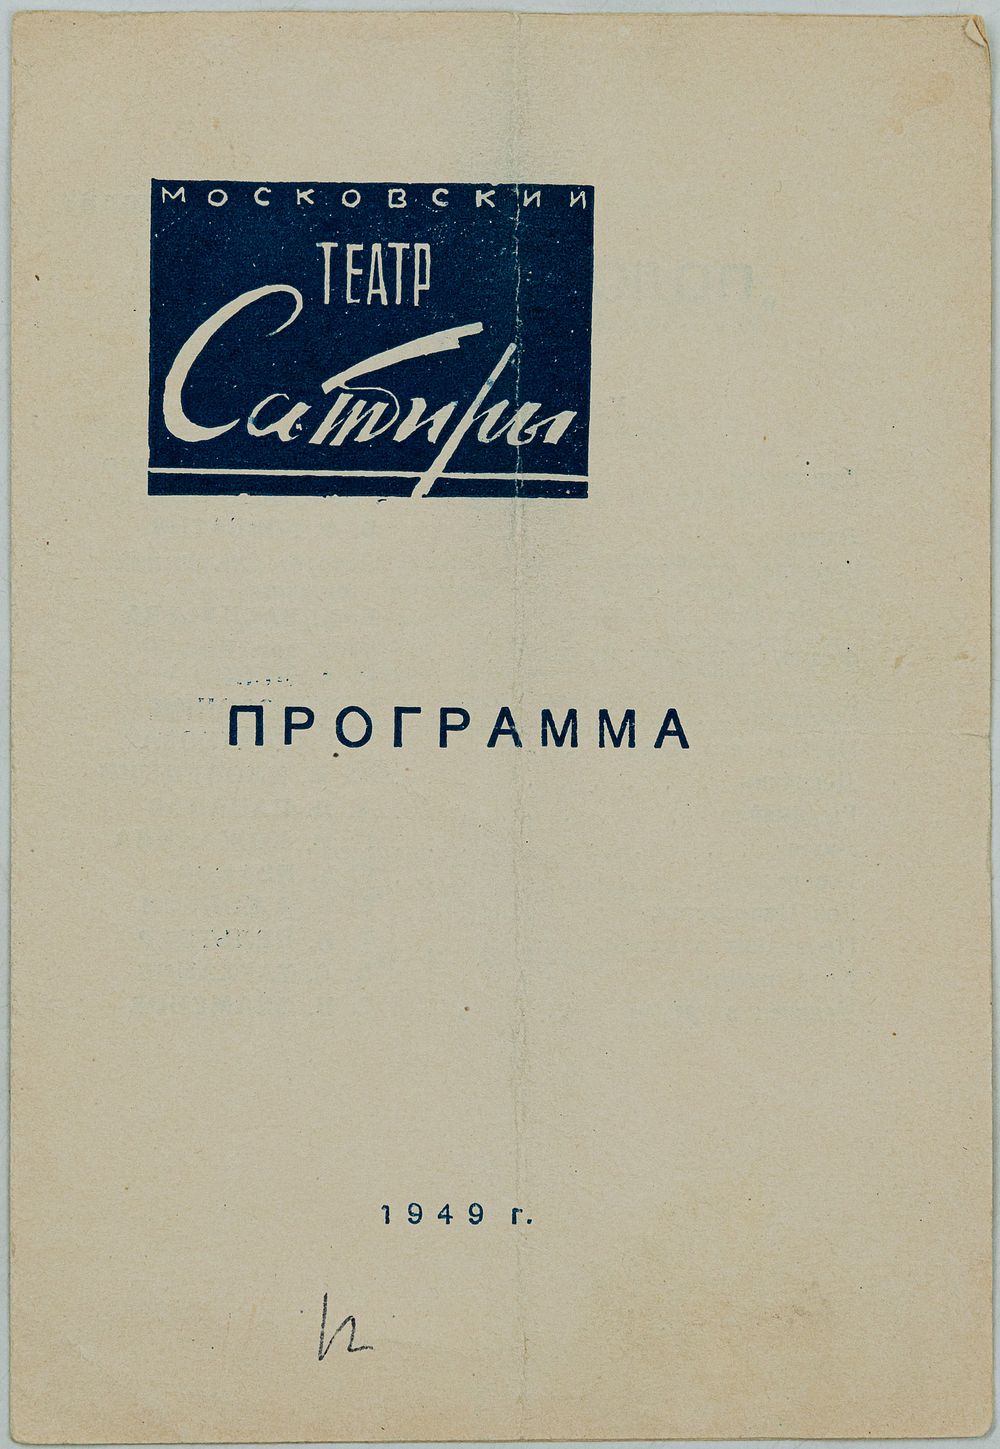 МОСКОВСКИЙ
ТЕАТР
Сатиры
ПРОГРАММА
1949 г.